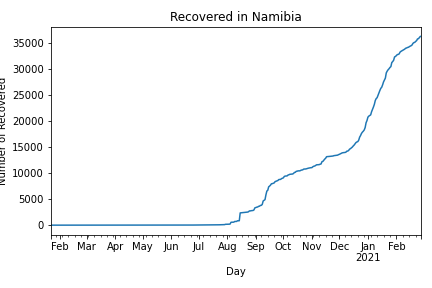 Recovered in Namibia
Number of Recovered
35000
30000
25000
20000
15000
10000
5000
0
Feb Mar Apr May Jun Jul Aug Sep Oct Nov Dec Jan Feb
2021
Day